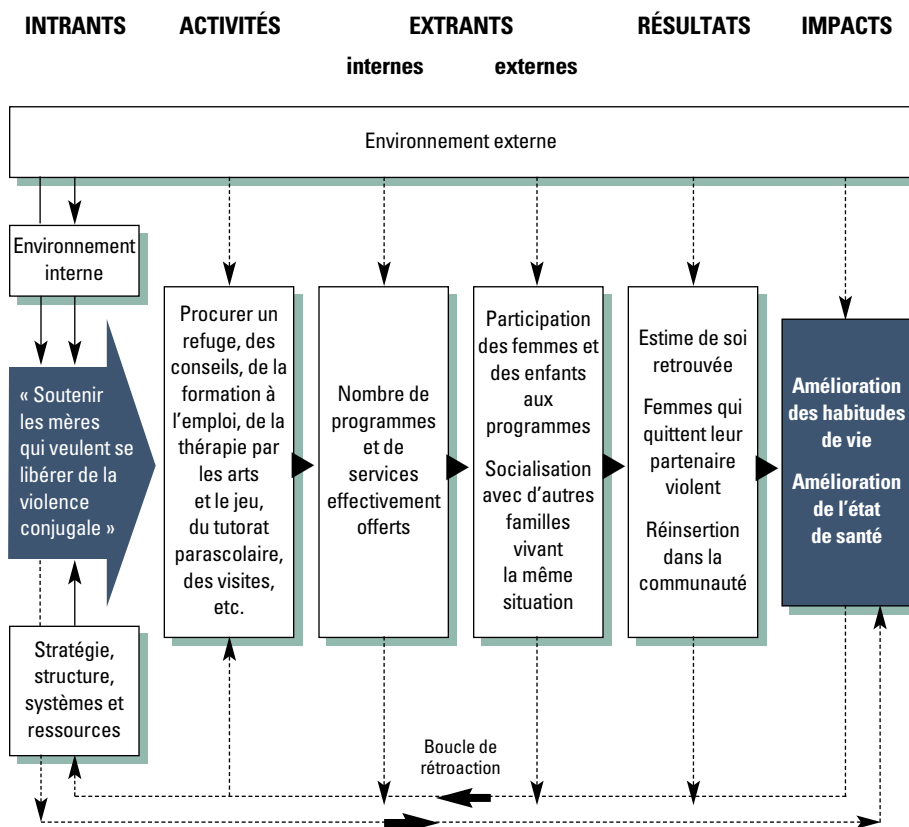 INTRANTS ACTIVITÉS EXTRANTS RÉSULTATS IMPACTS
internes externes
Environnement externe
Environnement
interne
« Soutenir
les mères
qui veulent se
libérer de la
violence
conjugale »
Stratégie,
structure,
systèmes et
ressources
Procurer un
refuge, des
conseils, de la
formation à
l'emploi, de la
thérapie par
les arts
et le jeu,
du tutorat
parascolaire,
des visites,
etc.
Nombre de
programmes
et de
services
effectivement
offerts
Participation
des femmes et
des enfants
aux
programmes
Socialisation
avec d'autres
familles
vivant
la même
situation
Estime de soi
retrouvée
Femmes qui
quittent leur
partenaire
violent
Réinsertion
dans la
communauté
Amélioration
des habitudes
de vie
Amélioration
de l'état
de santé
Boucle de
rétroaction